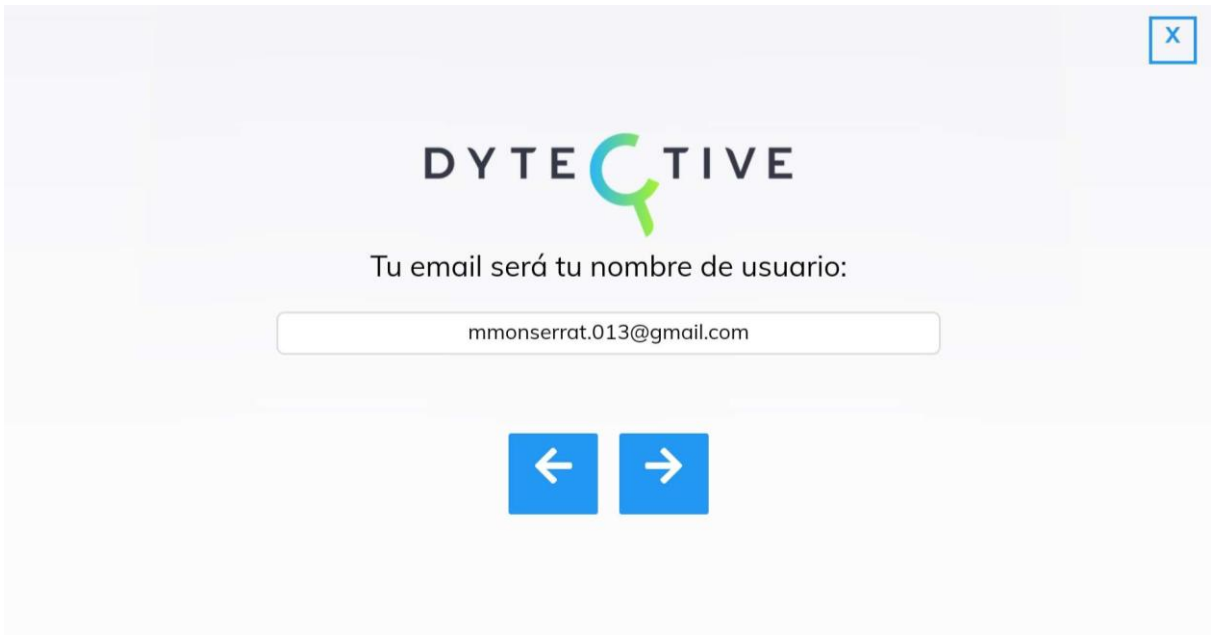 X
DYTECTIVE
Tu email será tu nombre de usuario:
mmonserrat.013@gmail.com